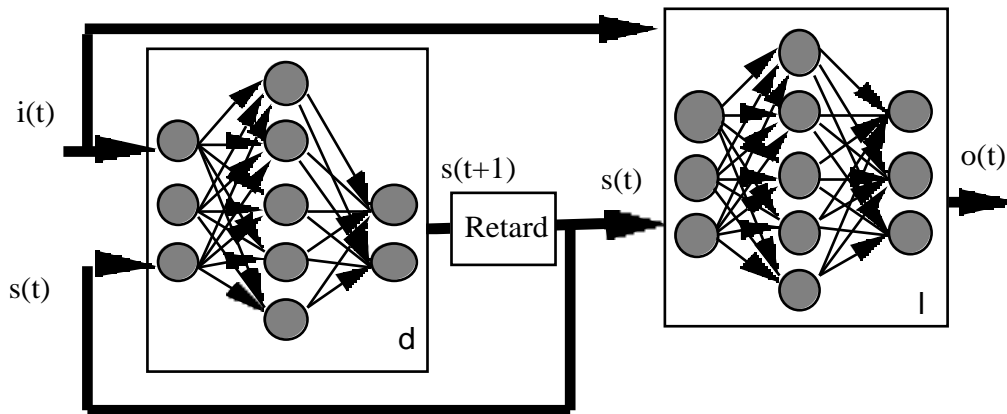 i(t)
s(t+1)
s(t)
o(t)
Retard
s(t)
d
l